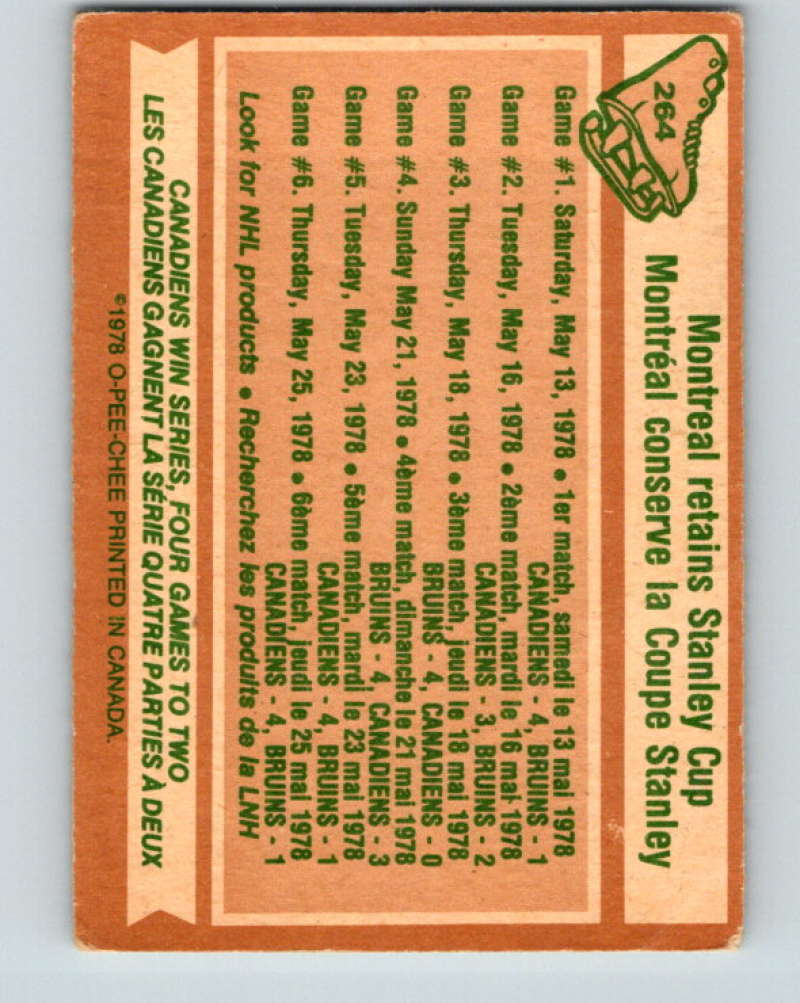 264
Montreal retains Stanley Cup
Montréal conserve la Coupe Stanley
Game #1. Saturday, May 13, 1978 • 1er match, samedi le 13 mai 1978
CANADIENS - 4, BRUINS - 1
Game #2. Tuesday, May 16, 1978 • 2ème match, mardi le 16 mai 1978
CANADIENS - 3, BRUINS - 2
Game #3. Thursday, May 18, 1978 • 3ème match, jeudi le 18 mai 1978
BRUINS - 4, CANADIENS - 0
Game #4. Sunday May 21, 1978 • 4ème match, dimanche le 21 mai 1978
BRUINS - 4, CANADIENS - 3
Game #5. Tuesday, May 23, 1978 • 5ème match, mardi le 23 mai 1978
CANADIENS - 4, BRUINS - 1
Game #6. Thursday, May 25, 1978 • 6ème match, jeudi le 25 mai 1978
CANADIENS - 4, BRUINS - 1
Look for NHL products • Recherchez les produits de la LNH
CANADIENS WIN SERIES, FOUR GAMES TO TWO
LES CANADIENS GAGNENT LA SÉRIE QUATRE PARTIES À DEUX
©1978 O-PEE-CHEE PRINTED IN CANADA.